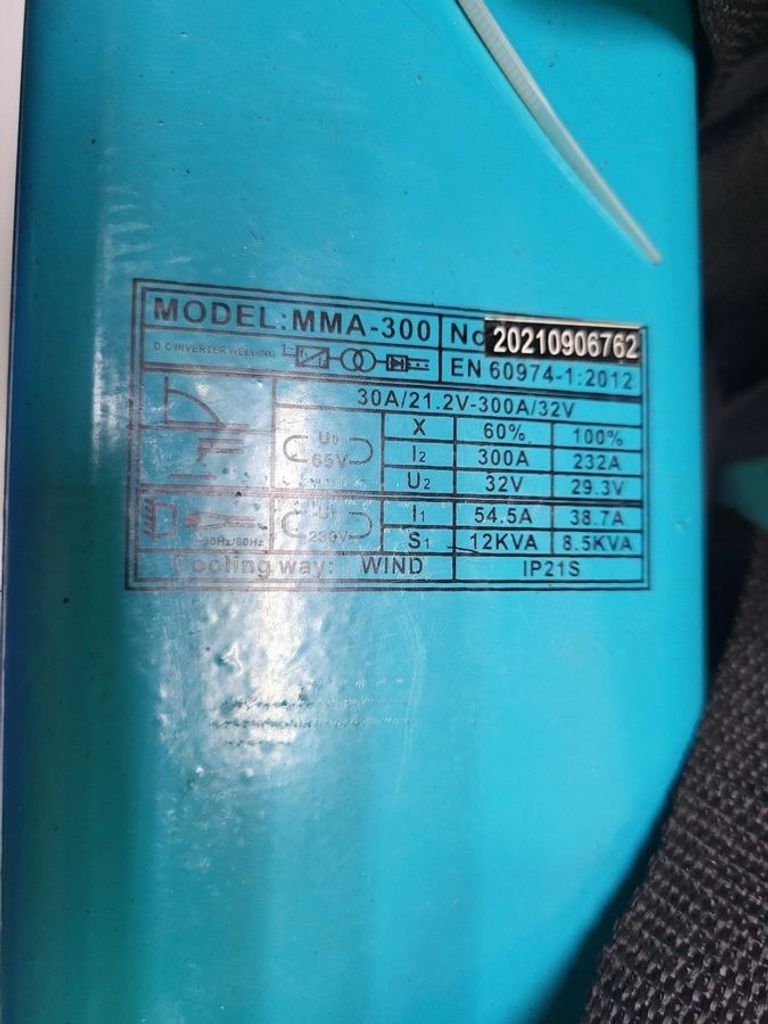 MODEL:MMA-300 No 20210906762
D.C INVERTER WELDING
EN 60974-1:2012
30A/21.2V-300A/32V
X 60% 100%
U0 65V
I2 300A 232A
U2 32V 29.3V
I1 54.5A 38.7A
230V
50Hz/60Hz
S1 12KVA 8.5KVA
Cooling way: WIND IP21S